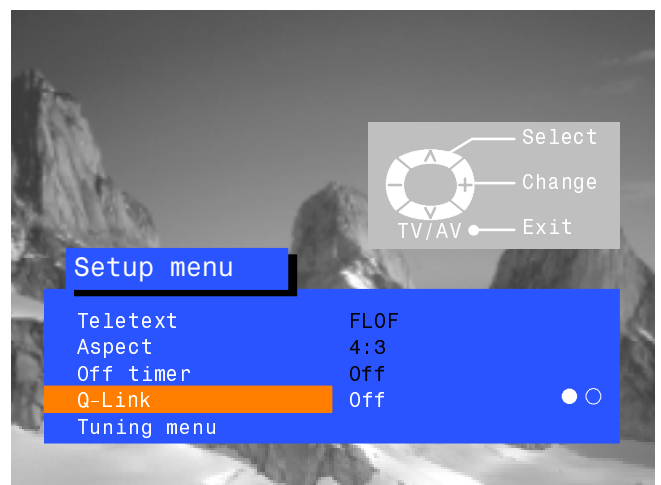 Select
Change
TV/AV Exit
Setup menu
Teletext FLOF
Aspect 4:3
Off timer Off
Q-Link Off
Tuning menu